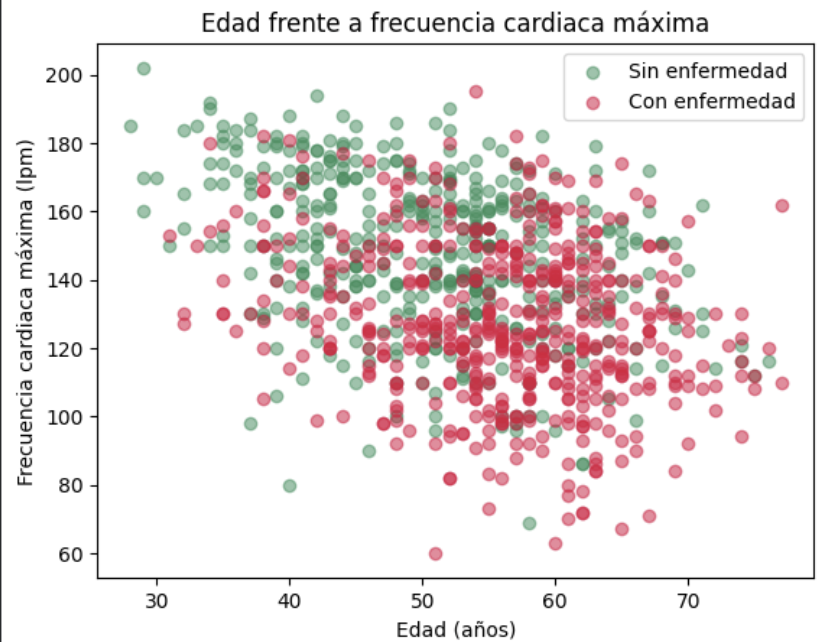 Edad frente a frecuencia cardiaca máxima
Sin enfermedad
Con enfermedad
Frecuencia cardiaca máxima (lpm)
200
180
160
140
120
100
80
60
30 40 50 60 70
Edad (años)